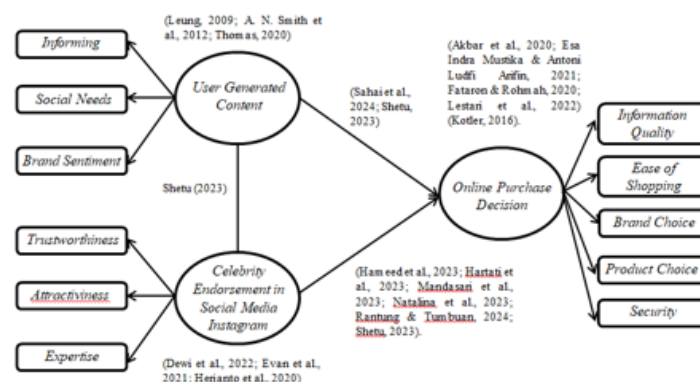 (Leung, 2009; A. N. Smith et
al., 2012; Thomas, 2020)
Informing
Social Needs
Brand Sentiment
User Generated
Content
(Sahai et al.,
2024; Shetu,
2023)
(Akbar et al., 2020; Esa
Indra Mustika & Antoni
Ludfi Arifin, 2021;
Fataron & Rohmah, 2020;
Lestari et al., 2022)
(Kotler, 2016).
Shetu (2023)
Online Purchase
Decision
Information
Quality
Ease of
Shopping
Brand Choice
Product Choice
Security
Trustworthiness
Attractiviness
Expertise
Celebrity
Endorsement in
Social Media
Instagram
(Hameed et al., 2023; Hartati et
al., 2023; Mandasari et al.,
2023; Natalina et al., 2023;
Rantung & Tumbuan, 2024;
Shetu, 2023).
(Dewi et al., 2022; Evan et al.,
2021; Herjanto et al., 2020)